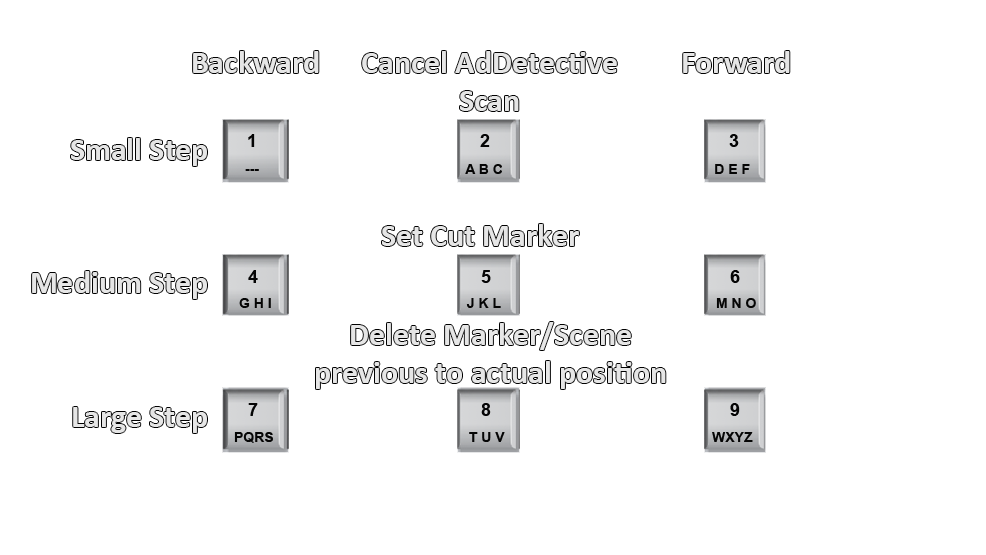 Backward Cancel AdDetective Forward
Scan
Small Step 1 2 3
--- ABC DEF
Set Cut Marker
Medium Step 4 5 6
GHI JKL MNO
Delete Marker/Scene
previous to actual position
Large Step 7 8 9
PQRS TUV WXYZ